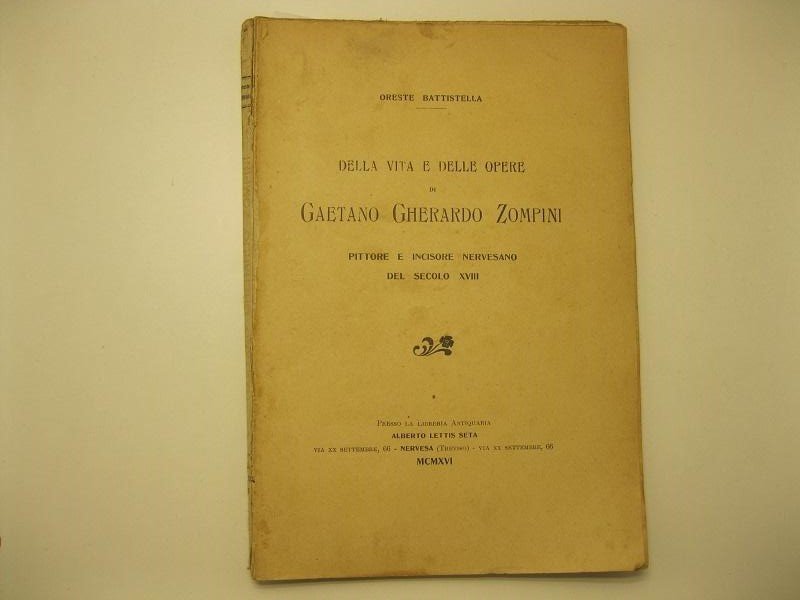 ORESTE BATTISTELLA
DELLA VITA E DELLE OPERE
DI
GAETANO GHERARDO ZOMPINI
PITTORE E INCISORE NERVESANO
DEL SECOLO XVIII
PRESSO LA LIBRERIA ANTIQUARIA
ALBERTO LETTIS SETA
VIA XX SETTEMBRE, 66 - NERVESA (TREVISO) - VIA XX SETTEMBRE, 66
MCMXVI